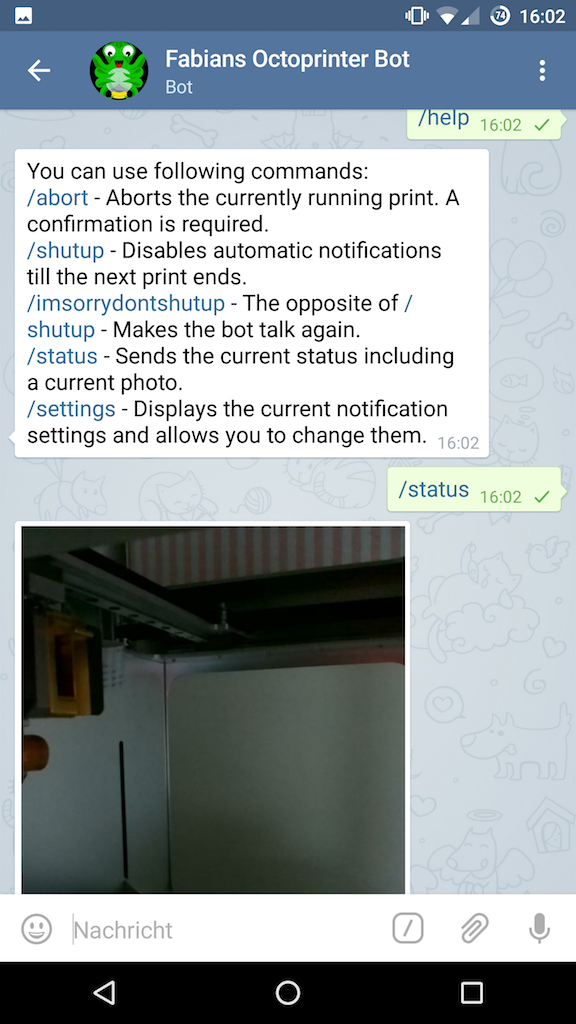 74 16:02
Fabians Octoprinter Bot
Bot
/help 16:02
You can use following commands:
/abort - Aborts the currently running print. A
confirmation is required.
/shutup - Disables automatic notifications
till the next print ends.
/imsorrydontshutup - The opposite of /
shutup - Makes the bot talk again.
/status - Sends the current status including
a current photo.
/settings - Displays the current notification
settings and allows you to change them. 16:02
/status 16:02
Nachricht